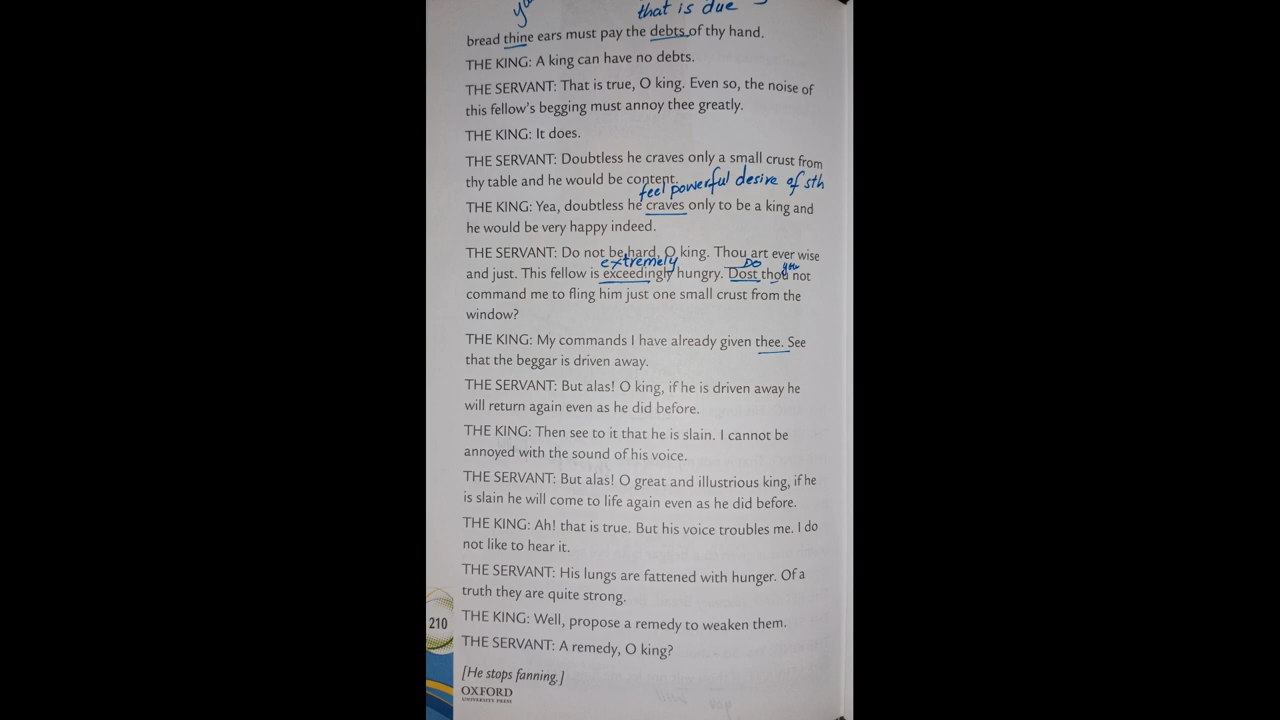 that is due
bread thine ears must pay the debts of thy hand.
THE KING: A king can have no debts.
THE SERVANT: That is true, O king. Even so, the noise of
this fellow's begging must annoy thee greatly.
THE KING: It does.
THE SERVANT: Doubtless he craves only a small crust from
thy table and he would be content.
feel powerful desire of sth
THE KING: Yea, doubtless he craves only to be a king and
he would be very happy indeed.
THE SERVANT: Do not be hard, O king. Thou art ever wise
extremely Do you
and just. This fellow is exceedingly hungry. Dost thou not
command me to fling him just one small crust from the
window?
THE KING: My commands I have already given thee. See
that the beggar is driven away.
THE SERVANT: But alas! O king, if he is driven away he
will return again even as he did before.
THE KING: Then see to it that he is slain. I cannot be
annoyed with the sound of his voice.
THE SERVANT: But alas! O great and illustrious king, if he
is slain he will come to life again even as he did before.
THE KING: Ah! that is true. But his voice troubles me. I do
not like to hear it.
THE SERVANT: His lungs are fattened with hunger. Of a
truth they are quite strong.
THE KING: Well, propose a remedy to weaken them.
210
THE SERVANT: A remedy, O king?
[He stops fanning.]
OXFORD
UNIVERSITY PRESS